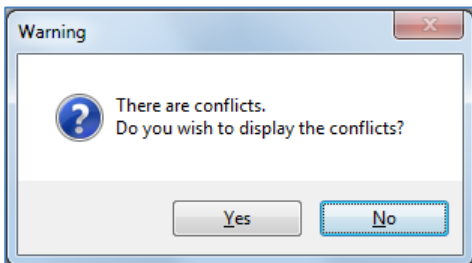 Warning
There are conflicts.
Do you wish to display the conflicts?
Yes No